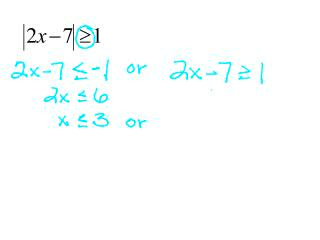 |2x-7| ≥ 1
2x-7 ≤ -1 or 2x-7 ≥ 1
2x ≤ 6
x ≤ 3 or